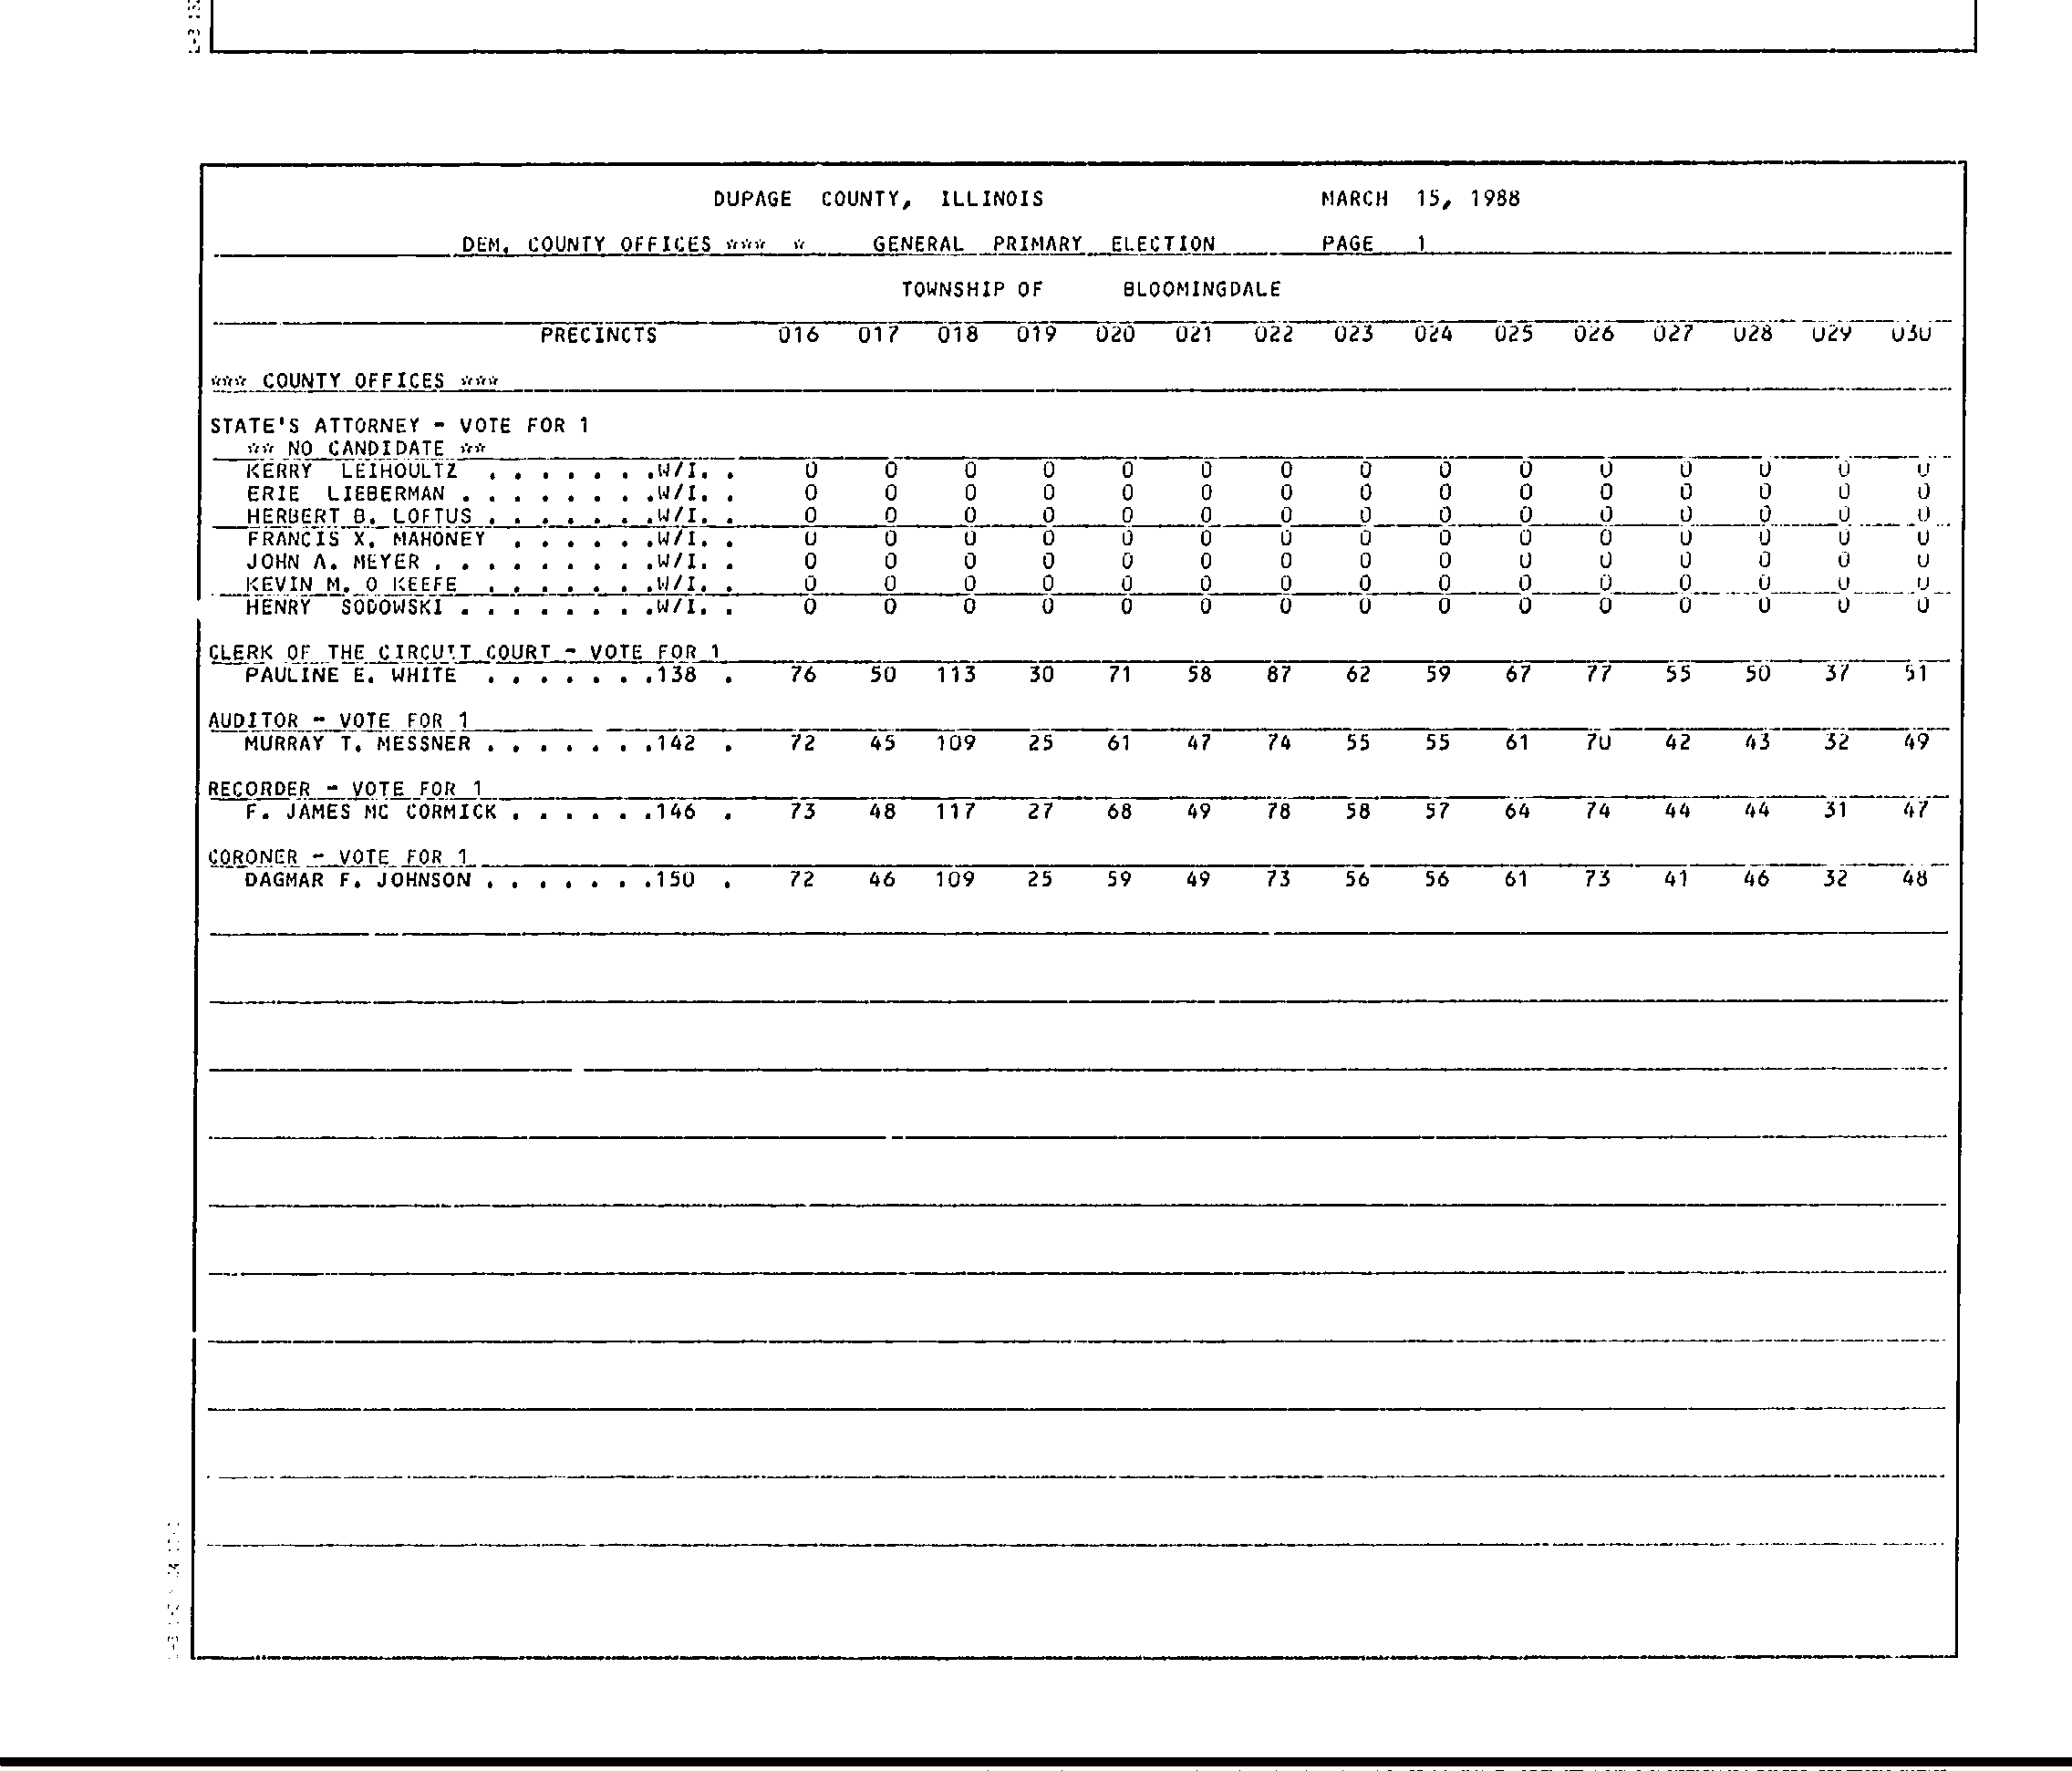 DUPAGE COUNTY, ILLINOIS MARCH 15, 1988
DEM. COUNTY OFFICES *** * GENERAL PRIMARY ELECTION PAGE 1
TOWNSHIP OF BLOOMINGDALE
PRECINCTS 016 017 018 019 020 021 022 023 024 025 026 027 028 029 030
*** COUNTY OFFICES ***
STATE'S ATTORNEY - VOTE FOR 1
** NO CANDIDATE **
KERRY LEIHOULTZ . . . . . . .W/I. . 0 0 0 0 0 0 0 0 0 0 0 0 0 0 0
ERIE LIEBERMAN . . . . . . . .W/I. . 0 0 0 0 0 0 0 0 0 0 0 0 0 0 0
HERBERT B. LOFTUS . . . . . . .W/I. . 0 0 0 0 0 0 0 0 0 0 0 0 0 0 0
FRANCIS X. MAHONEY . . . . . .W/I. . 0 0 0 0 0 0 0 0 0 0 0 0 0 0 0
JOHN A. MEYER . . . . . . . . .W/I. . 0 0 0 0 0 0 0 0 0 0 0 0 0 0 0
KEVIN M. O KEEFE . . . . . . .W/I. . 0 0 0 0 0 0 0 0 0 0 0 0 0 0 0
HENRY SODOWSKI . . . . . . . .W/I. . 0 0 0 0 0 0 0 0 0 0 0 0 0 0 0
CLERK OF THE CIRCUIT COURT - VOTE FOR 1
PAULINE E. WHITE . . . . . . .138 . 76 50 113 30 71 58 87 62 59 67 77 55 50 37 51
AUDITOR - VOTE FOR 1
MURRAY T. MESSNER . . . . . . .142 . 72 45 109 25 61 47 74 55 55 61 70 42 43 32 49
RECORDER - VOTE FOR 1
F. JAMES MC CORMICK . . . . . .146 . 73 48 117 27 68 49 78 58 57 64 74 44 44 31 47
CORONER - VOTE FOR 1
DAGMAR F. JOHNSON . . . . . . .150 . 72 46 109 25 59 49 73 56 56 61 73 41 46 32 48